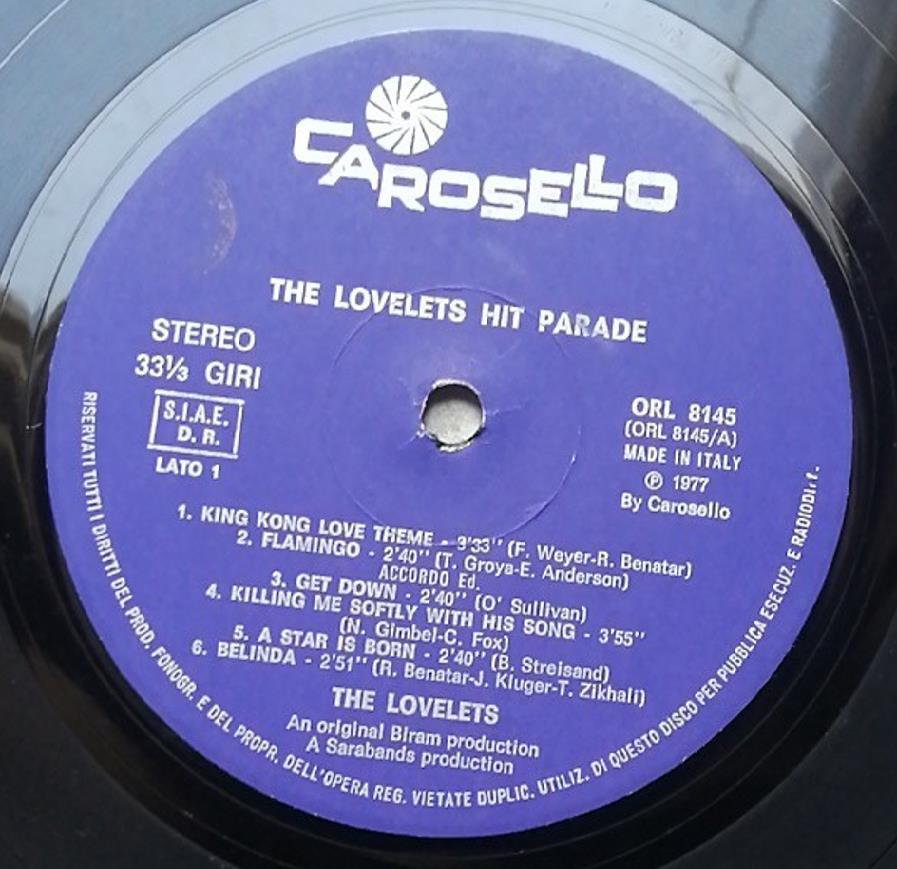 CAROSELLO
THE LOVELETS HIT PARADE
STEREO
33⅓ GIRI
S.I.A.E.
D. R.
LATO 1
ORL 8145
(ORL 8145/A)
MADE IN ITALY
℗ 1977
By Carosello
1. KING KONG LOVE THEME - 3'33" (F. Weyer-R. Benatar)
2. FLAMINGO - 2'40" (T. Groya-E. Anderson)
ACCORDO Ed.
3. GET DOWN - 2'40" (O' Sullivan)
4. KILLING ME SOFTLY WITH HIS SONG - 3'55"
(N. Gimbel-C. Fox)
5. A STAR IS BORN - 2'40" (B. Streisand)
6. BELINDA - 2'51" (R. Benatar-J. Kluger-T. Zikhali)
THE LOVELETS
An original Biram production
A Sarabands production
RISERVATI TUTTI I DIRITTI DEL PROD. FONOGR. E DEL PROPR. DELL'OPERA REG. VIETATE DUPLIC. UTILIZ. DI QUESTO DISCO PER PUBBLICA ESECUZ. E